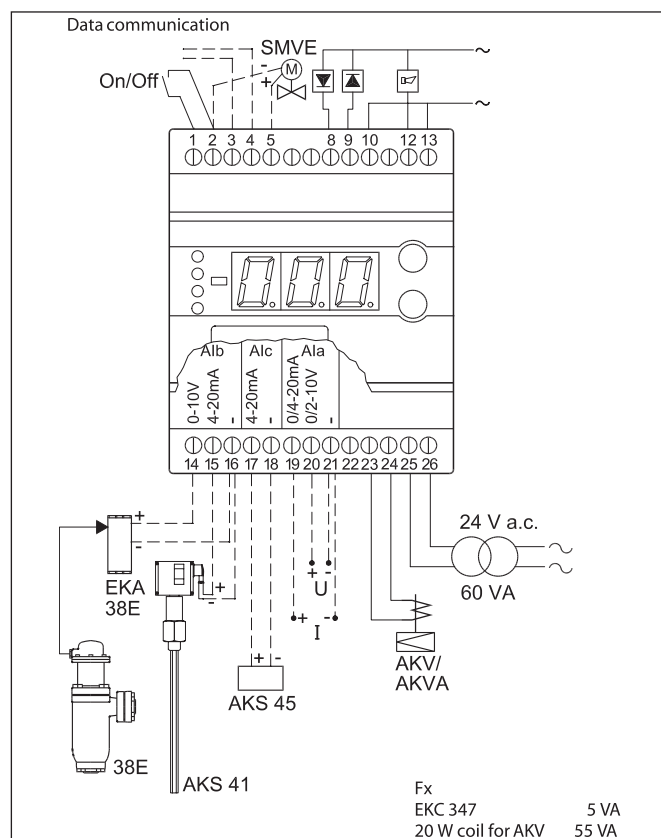 Data communication
SMVE
- M
+
On/Off
~
~
1 2 3 4 5 8 9 10 12 13
0.0.0.
AIb AIc AIa
0-10V
4-20mA
-
4-20mA
-
0/4-20mA
0/2-10V
-
14 15 16 17 18 19 20 21 22 23 24 25 26
+
-
EKA
38E
+
-
+ -
AKS 45
+ -
U
+ -
I
24 V a.c.
60 VA
~
~
AKV/
AKVA
38E
AKS 41
Fx
EKC 347 5 VA
20 W coil for AKV 55 VA